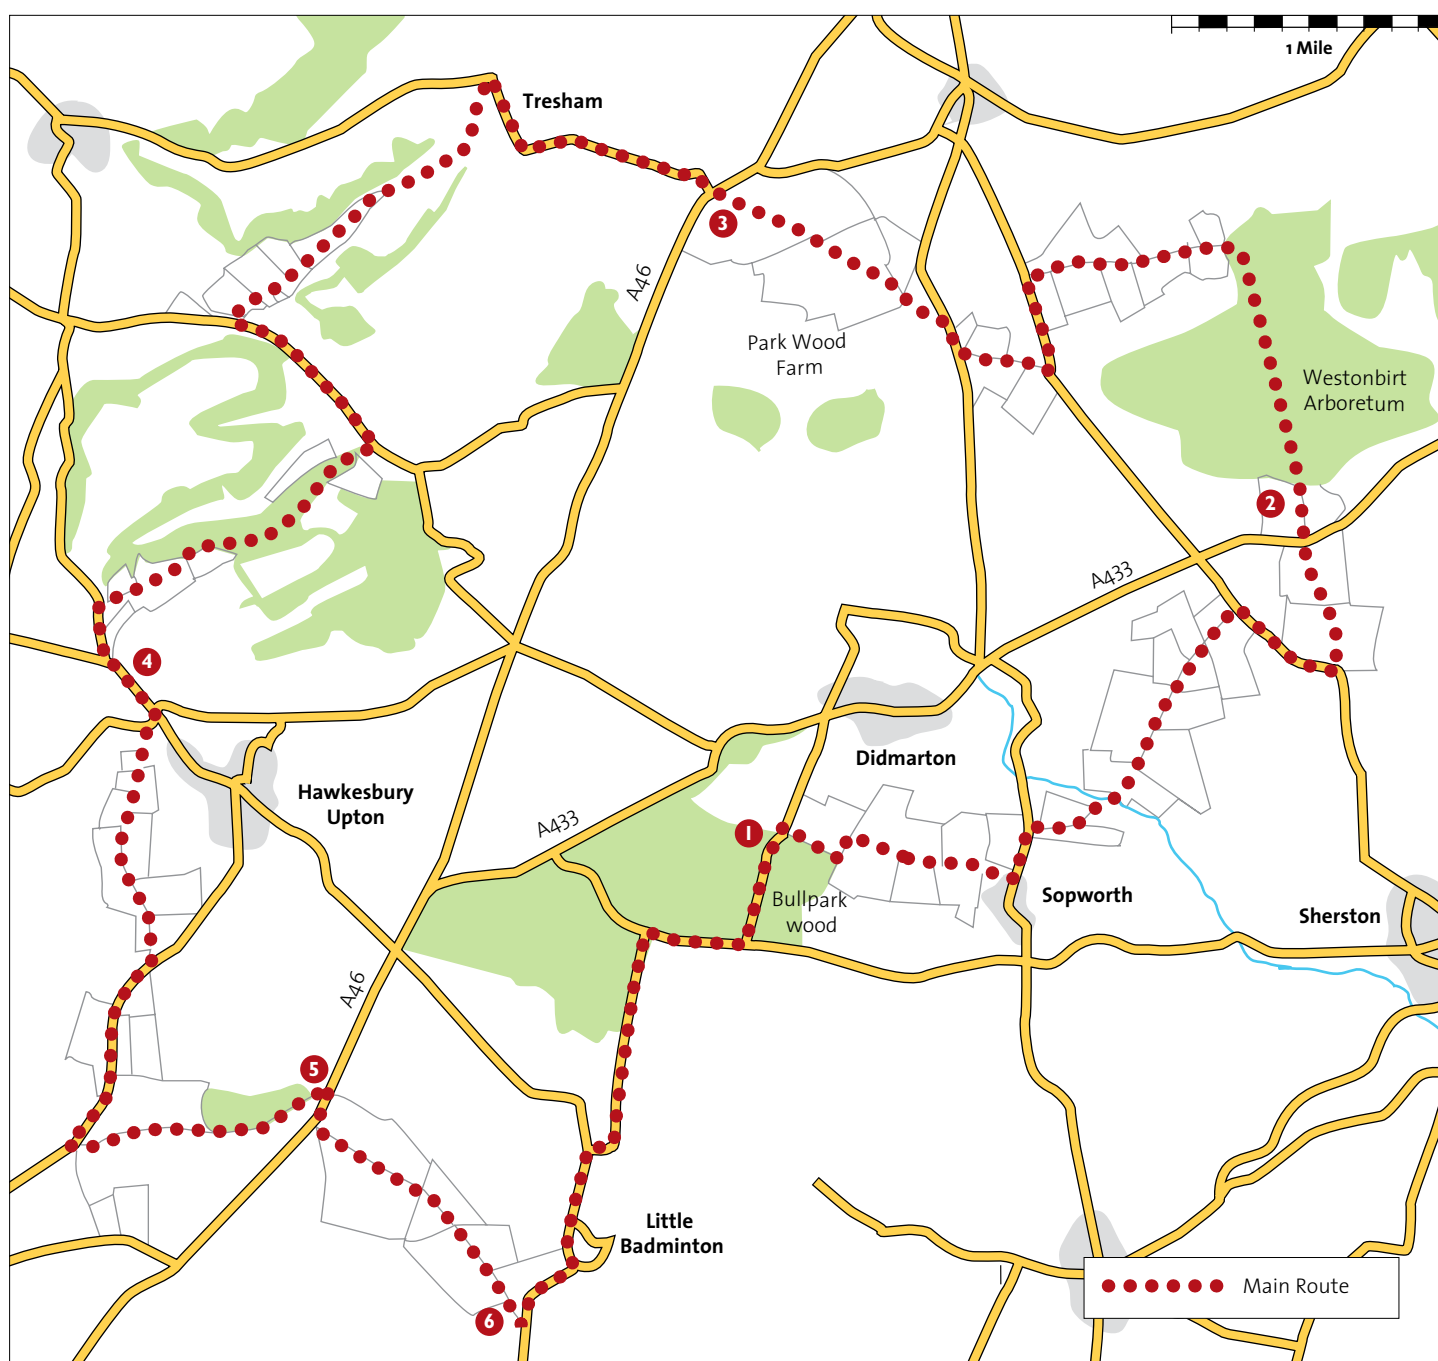 1 Mile
Tresham
3
A46
Park Wood
Farm
Westonbirt
Arboretum
2
A433
4
Didmarton
Hawkesbury
Upton
A433
1
Bullpark
wood
Sopworth
Sherston
A46
5
Little
Badminton
6
Main Route